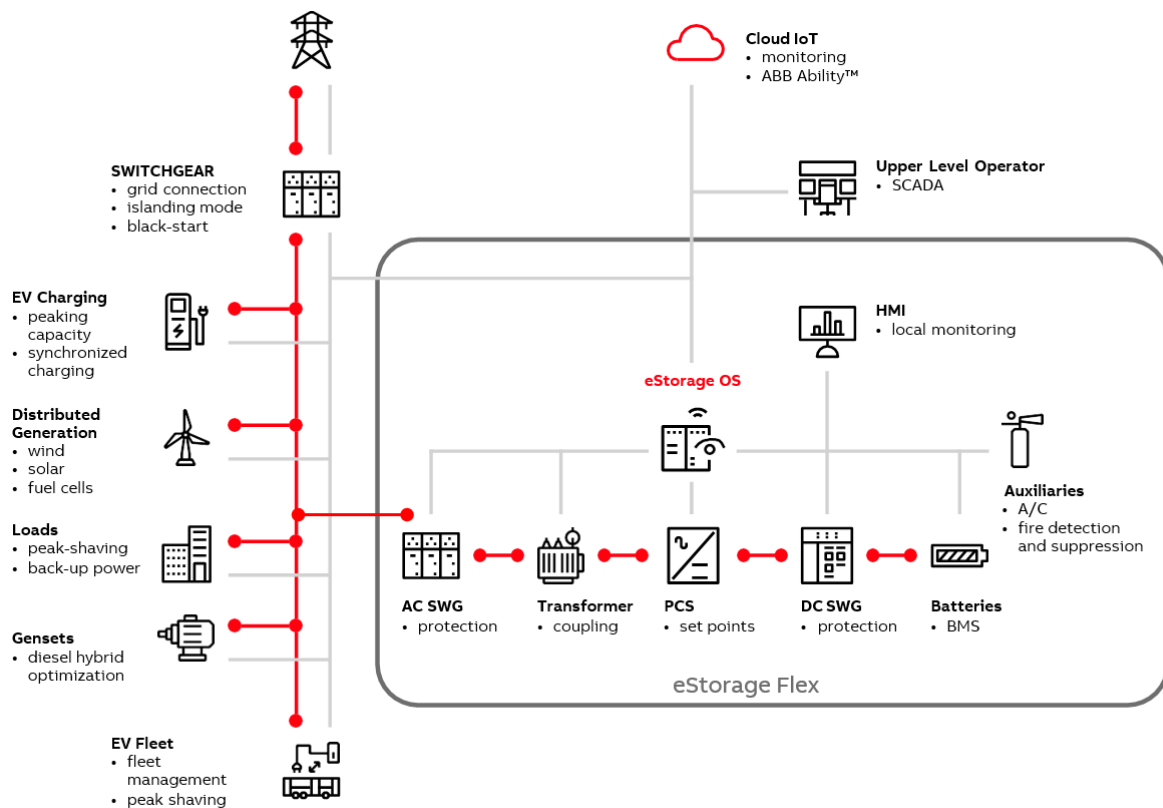 Cloud IoT
• monitoring
• ABB Ability™
SWITCHGEAR
• grid connection
• islanding mode
• black-start
Upper Level Operator
• SCADA
EV Charging
• peaking
capacity
• synchronized
charging
HMI
• local monitoring
eStorage OS
Distributed
Generation
• wind
• solar
• fuel cells
Auxiliaries
• A/C
• fire detection
and suppression
Loads
• peak-shaving
• back-up power
AC SWG
• protection
Transformer
• coupling
PCS
• set points
DC SWG
• protection
Batteries
• BMS
Gensets
• diesel hybrid
optimization
eStorage Flex
EV Fleet
• fleet
management
• peak shaving